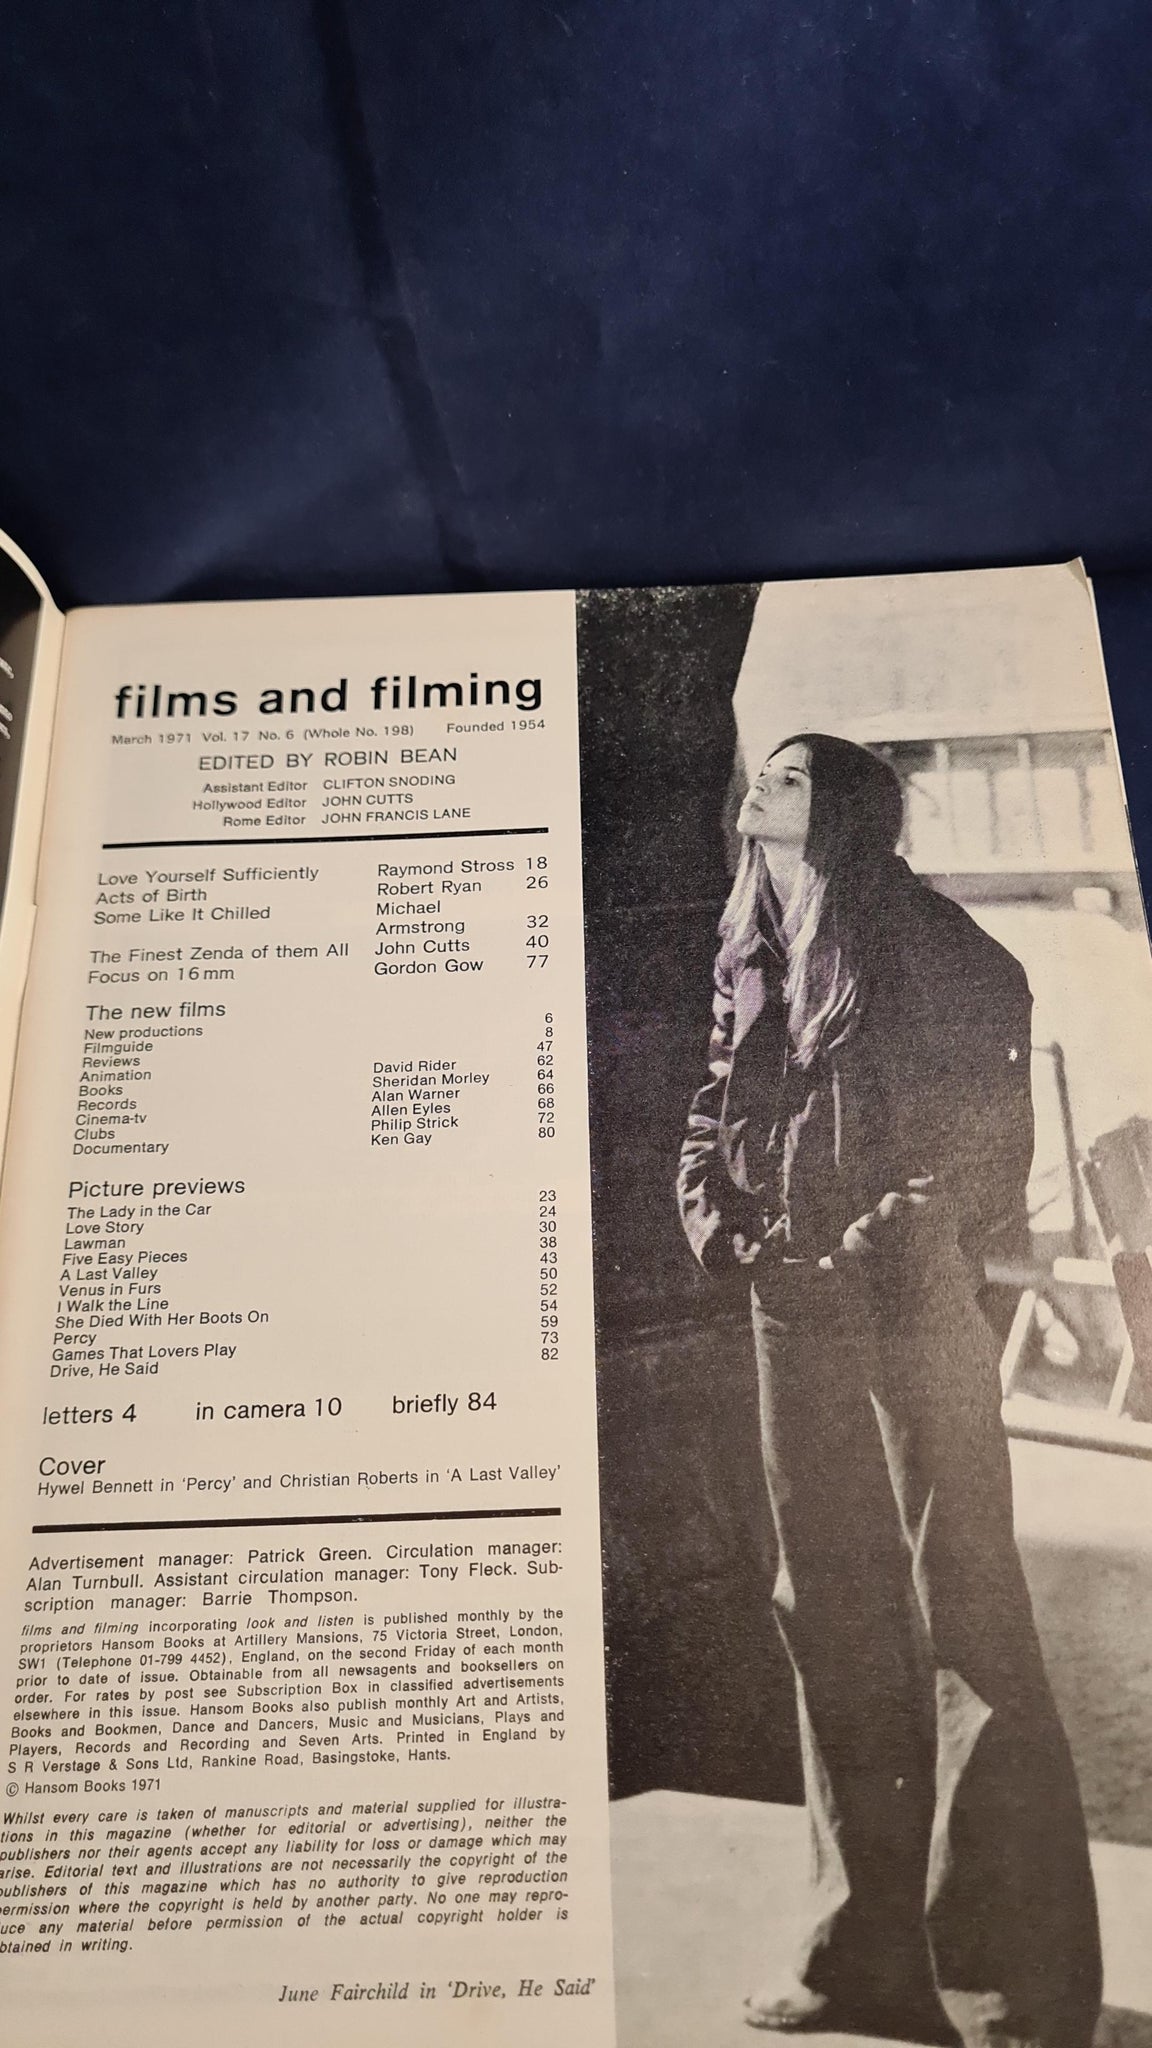 films and filming
March 1971 Vol. 17 No. 6 (Whole No. 198) Founded 1954
EDITED BY ROBIN BEAN
Assistant Editor CLIFTON SNODING
Hollywood Editor JOHN CUTTS
Rome Editor JOHN FRANCIS LANE
Love Yourself Sufficiently Raymond Stross 18
Acts of Birth Robert Ryan 26
Some Like It Chilled Michael
Armstrong 32
The Finest Zenda of them All John Cutts 40
Focus on 16mm Gordon Gow 77
The new films
New productions 6
Filmguide 8
Reviews 47
Animation David Rider 62
Books Sheridan Morley 64
Records Alan Warner 66
Cinema-tv Allen Eyles 68
Clubs Philip Strick 72
Documentary Ken Gay 80
Picture previews
The Lady in the Car 23
Love Story 24
Lawman 30
Five Easy Pieces 38
A Last Valley 43
Venus in Furs 50
I Walk the Line 52
She Died With Her Boots On 54
Percy 59
Games That Lovers Play 73
Drive, He Said 82
letters 4 in camera 10 briefly 84
Cover
Hywel Bennett in ‘Percy’ and Christian Roberts in ‘A Last Valley’
Advertisement manager: Patrick Green. Circulation manager:
Alan Turnbull. Assistant circulation manager: Tony Fleck. Sub-
scription manager: Barrie Thompson.
films and filming incorporating look and listen is published monthly by the
proprietors Hansom Books at Artillery Mansions, 75 Victoria Street, London,
SW1 (Telephone 01-799 4452), England, on the second Friday of each month
prior to date of issue. Obtainable from all newsagents and booksellers on
order. For rates by post see Subscription Box in classified advertisements
elsewhere in this issue. Hansom Books also publish monthly Art and Artists,
Books and Bookmen, Dance and Dancers, Music and Musicians, Plays and
Players, Records and Recording and Seven Arts. Printed in England by
S R Verstage & Sons Ltd, Rankine Road, Basingstoke, Hants.
© Hansom Books 1971
Whilst every care is taken of manuscripts and material supplied for illustra-
tions in this magazine (whether for editorial or advertising), neither the
publishers nor their agents accept any liability for loss or damage which may
arise. Editorial text and illustrations are not necessarily the copyright of the
publishers of this magazine which has no authority to give reproduction
permission where the copyright is held by another party. No one may repro-
duce any material before permission of the actual copyright holder is
obtained in writing.
June Fairchild in ‘Drive, He Said’